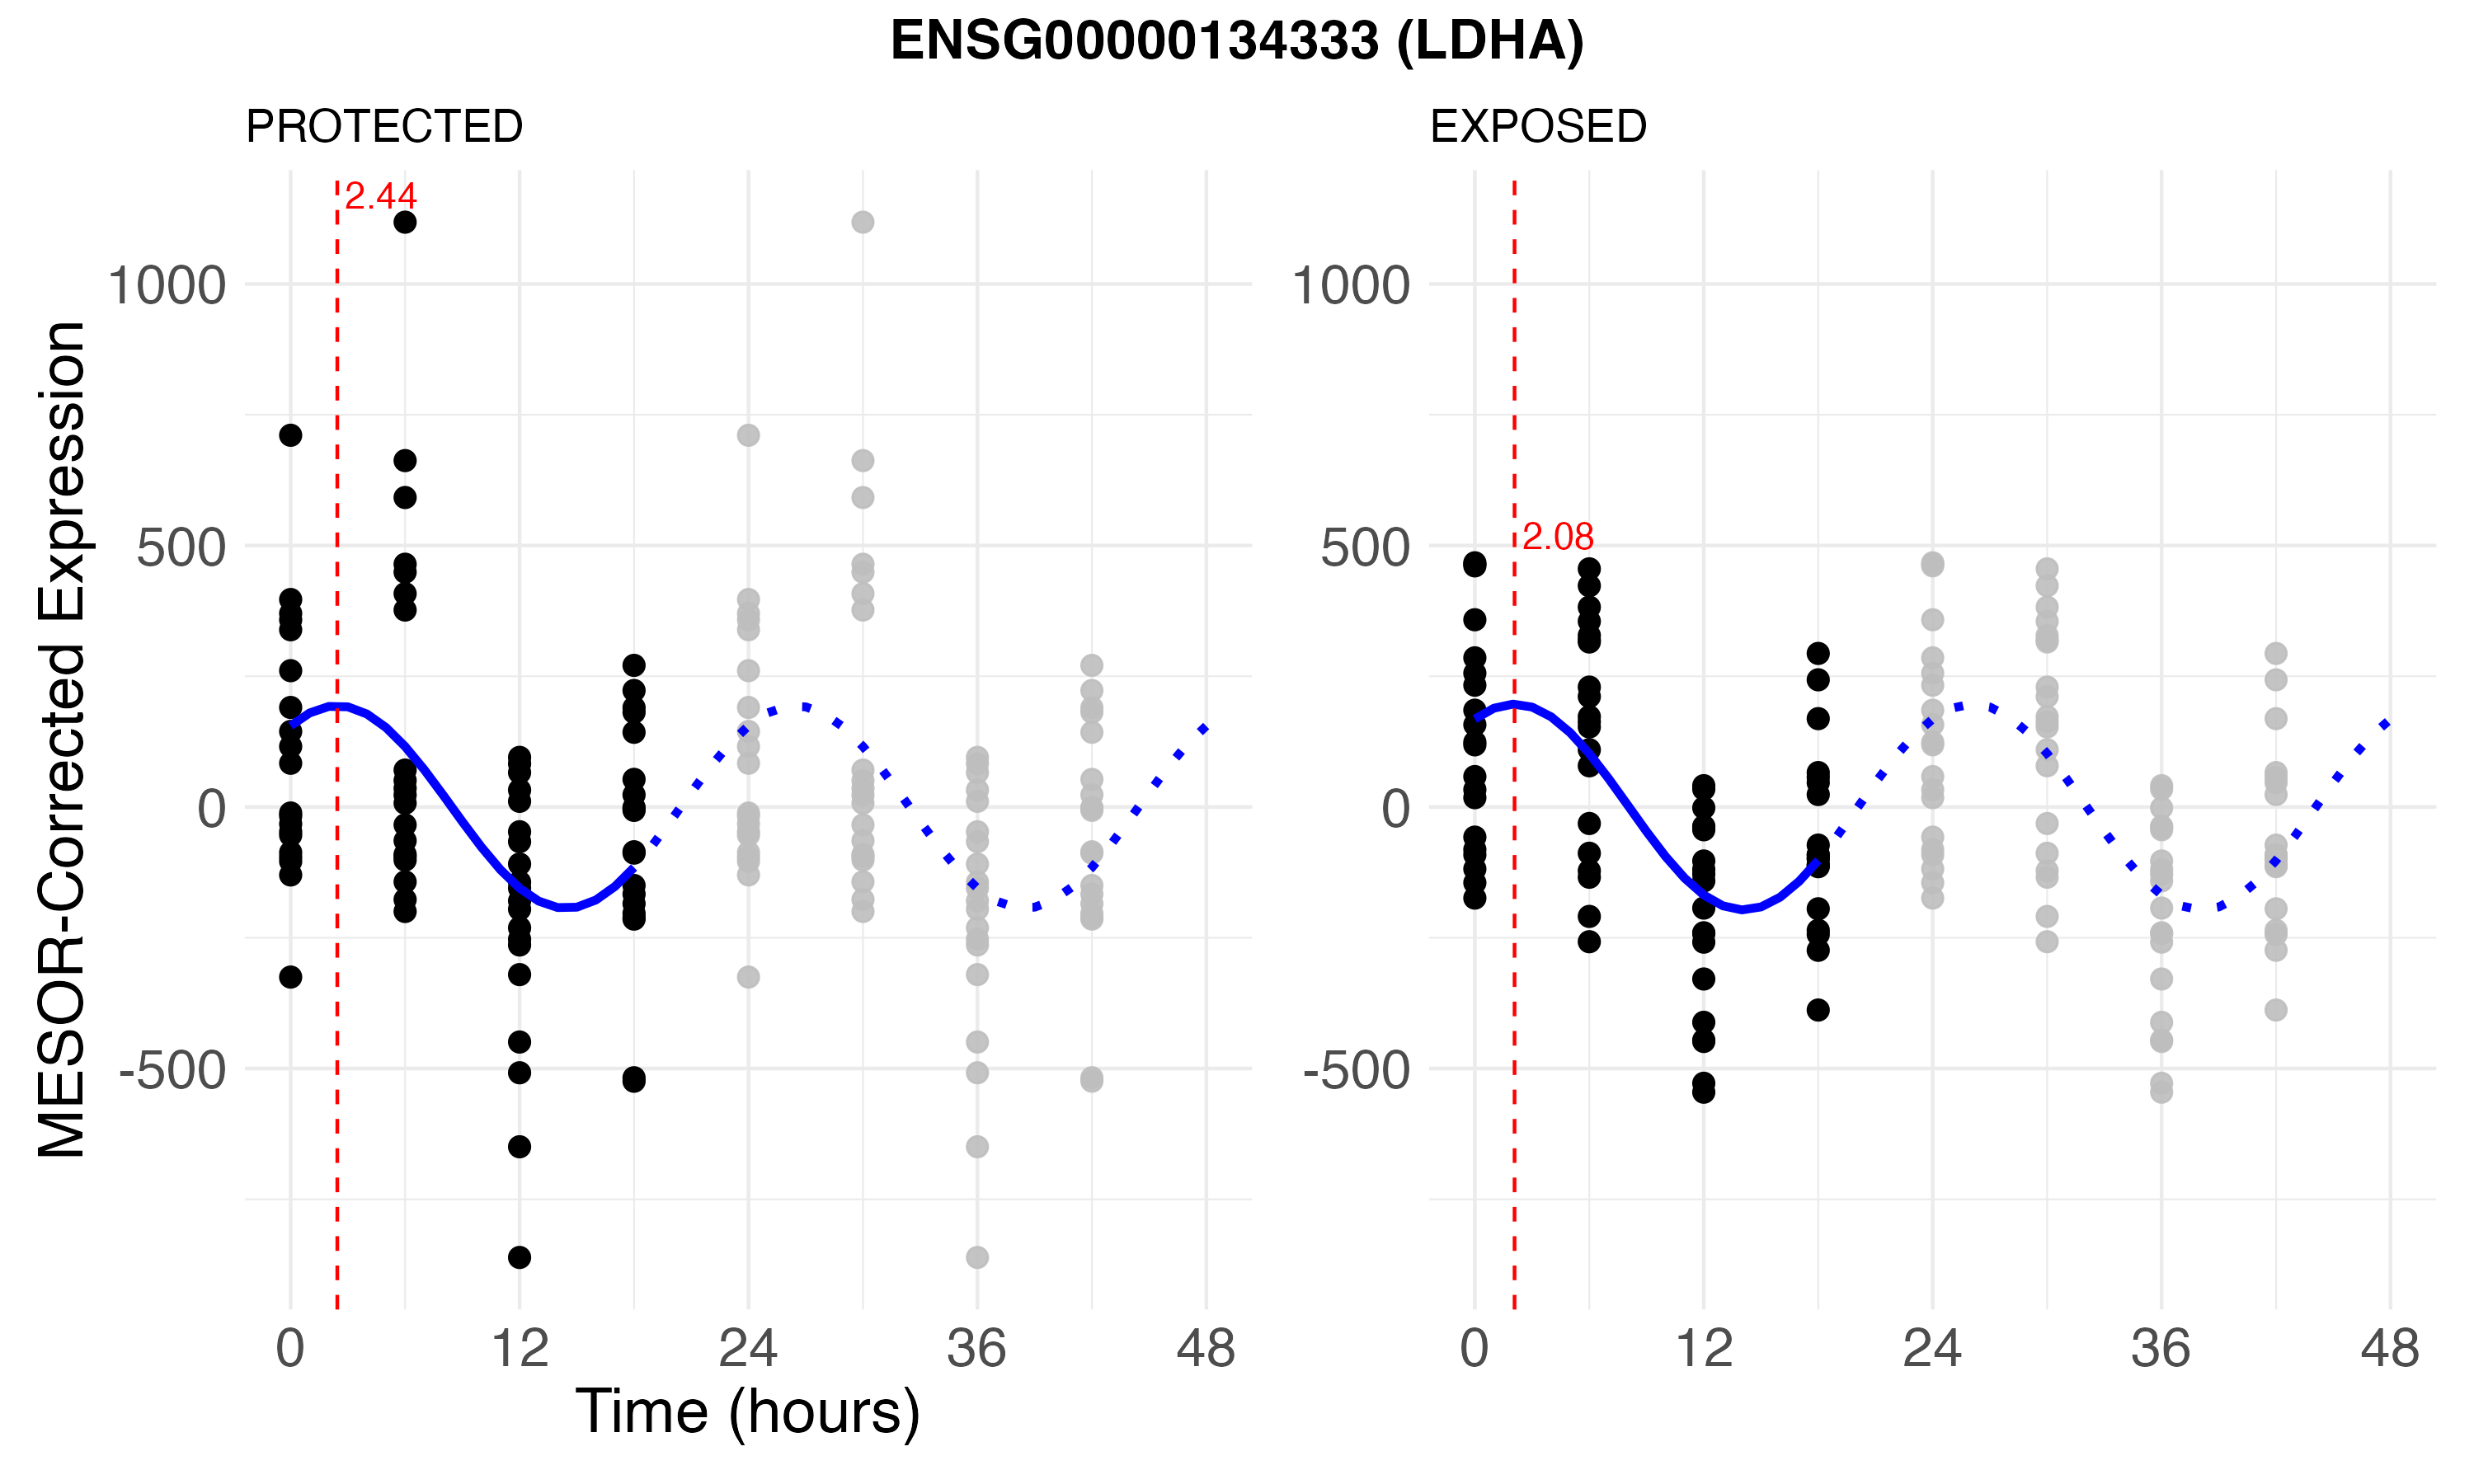 ENSG00000134333 (LDHA)
PROTECTED
EXPOSED
MESOR-Corrected Expression
2.44
1000
500
0
-500
0 12 24 36 48
2.08
1000
500
0
-500
0 12 24 36 48
Time (hours)